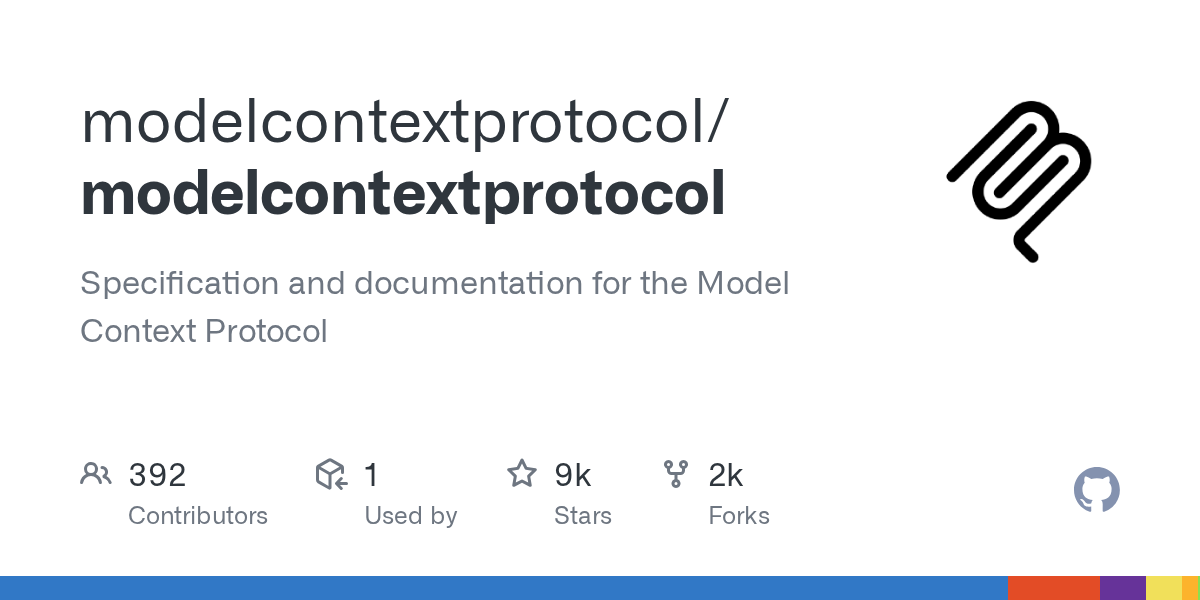 modelcontextprotocol/
modelcontextprotocol
Specification and documentation for the Model
Context Protocol
392 1 9k 2k
Contributors Used by Stars Forks